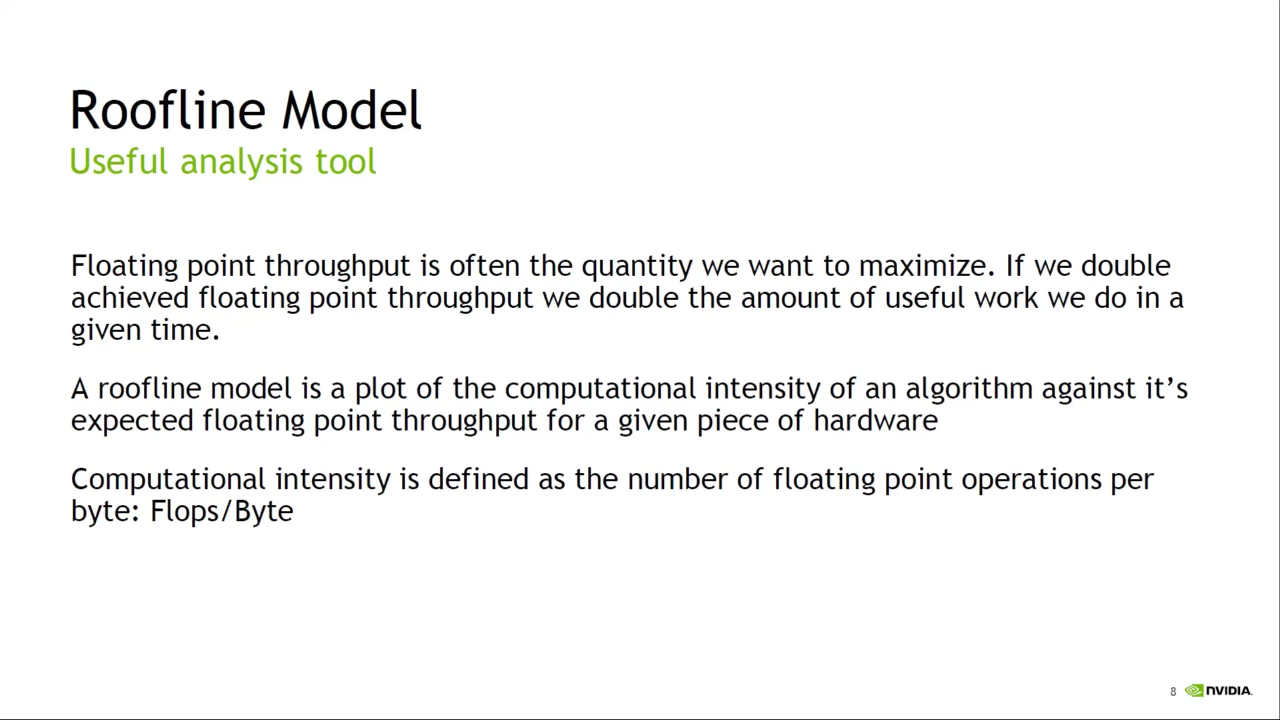 Roofline Model
Useful analysis tool
Floating point throughput is often the quantity we want to maximize. If we double
achieved floating point throughput we double the amount of useful work we do in a
given time.
A roofline model is a plot of the computational intensity of an algorithm against it’s
expected floating point throughput for a given piece of hardware
Computational intensity is defined as the number of floating point operations per
byte: Flops/Byte
8 NVIDIA.